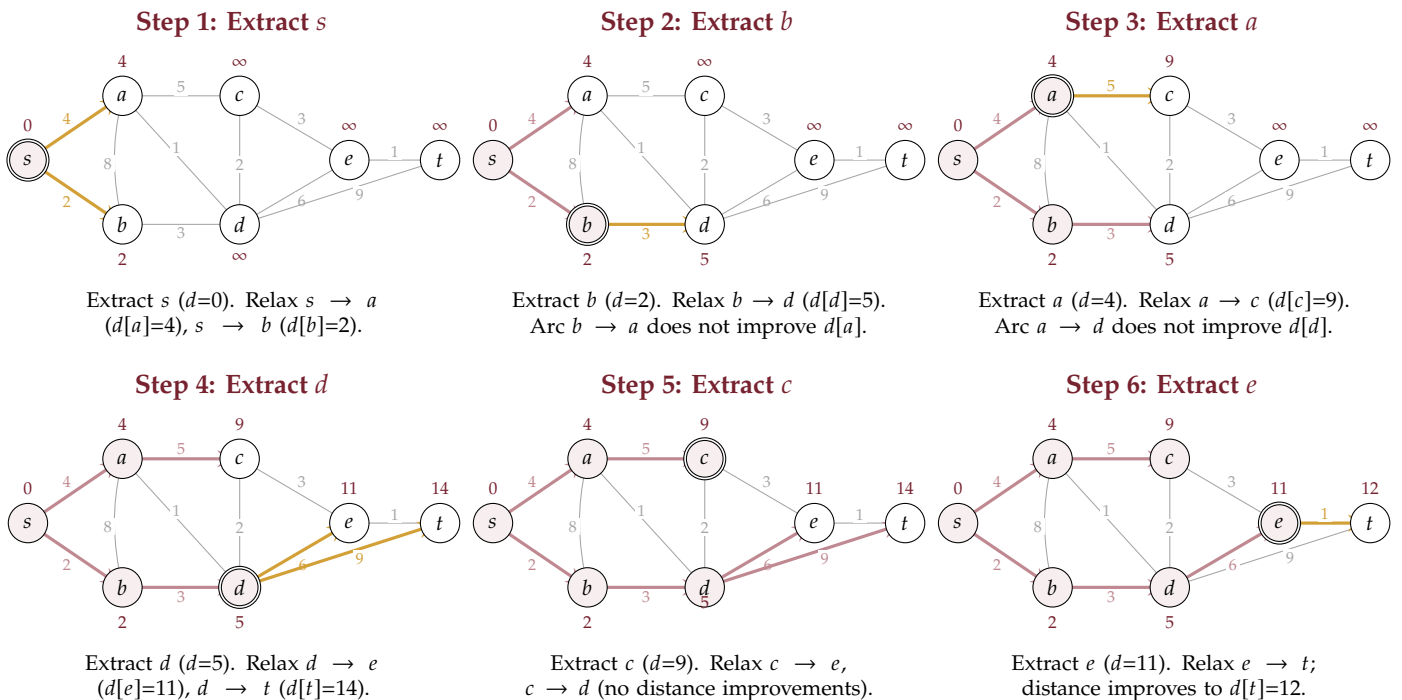 Step 1: Extract s
4
∞
a
5
c
4
3
0
∞
∞
s
8
1
2
e
1
t
2
6
9
b
3
d
2
∞
Extract s (d=0). Relax s → a
(d[a]=4), s → b (d[b]=2).
Step 2: Extract b
4
∞
a
5
c
4
3
0
∞
∞
s
8
1
2
e
1
t
2
6
9
b
3
d
2
5
Extract b (d=2). Relax b → d (d[d]=5).
Arc b → a does not improve d[a].
Step 3: Extract a
4
9
a
5
c
4
3
0
∞
∞
s
8
1
2
e
1
t
2
6
9
b
3
d
2
5
Extract a (d=4). Relax a → c (d[c]=9).
Arc a → d does not improve d[d].
Step 4: Extract d
4
9
a
5
c
4
3
0
11
14
s
8
1
2
e
1
t
2
6
9
b
3
d
2
5
Extract d (d=5). Relax d → e
(d[e]=11), d → t (d[t]=14).
Step 5: Extract c
4
9
a
5
c
4
3
0
11
14
s
8
1
2
e
1
t
2
6
9
b
3
d
5
2
Extract c (d=9). Relax c → e,
c → d (no distance improvements).
Step 6: Extract e
4
9
a
5
c
4
3
0
11
12
s
8
1
2
e
1
t
2
6
9
b
3
d
2
5
Extract e (d=11). Relax e → t;
distance improves to d[t]=12.